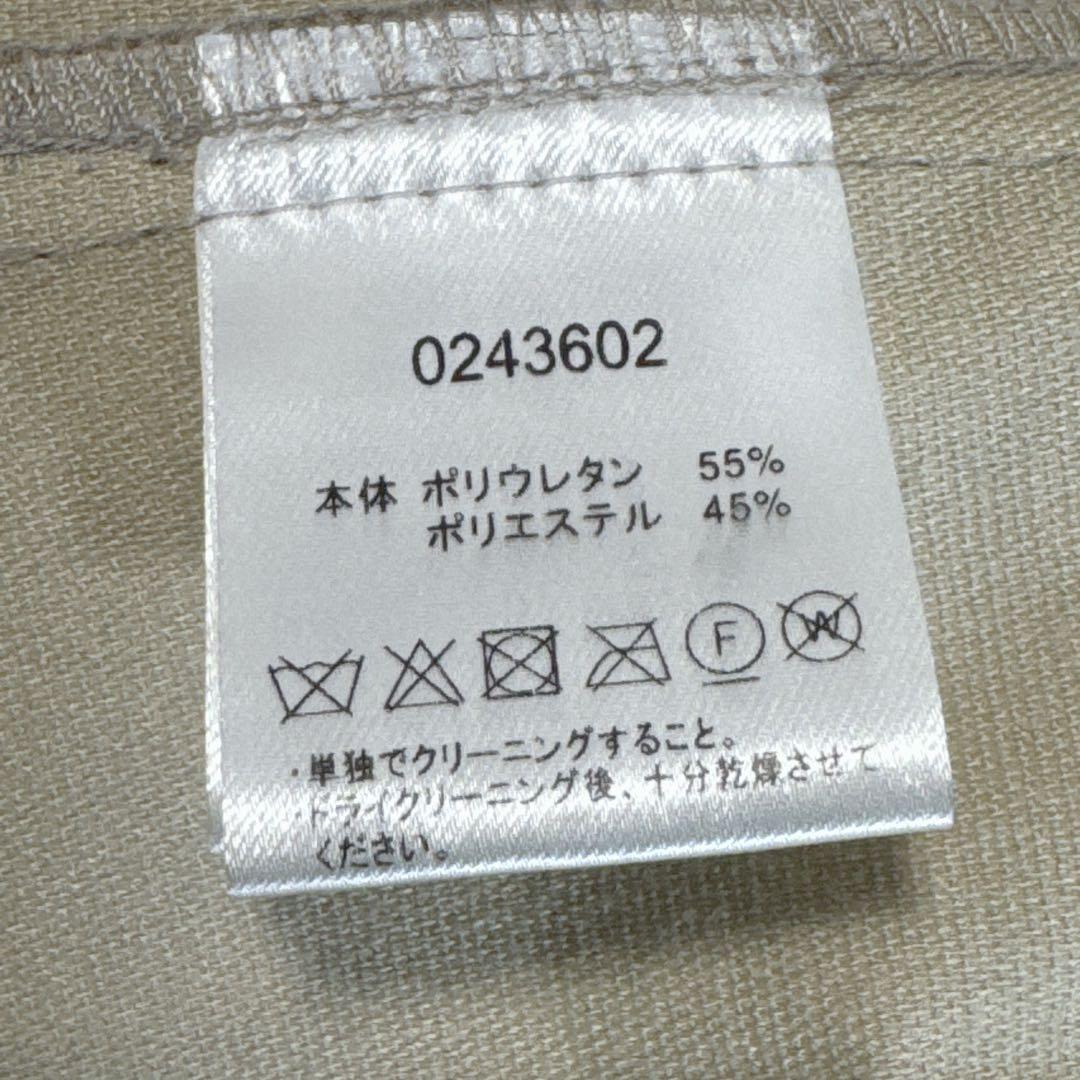 0243602
本体 ポリウレタン 55%
ポリエステル 45%
F W
・単独でクリーニングすること。
・ドライクリーニング後、十分乾燥させて
ください。